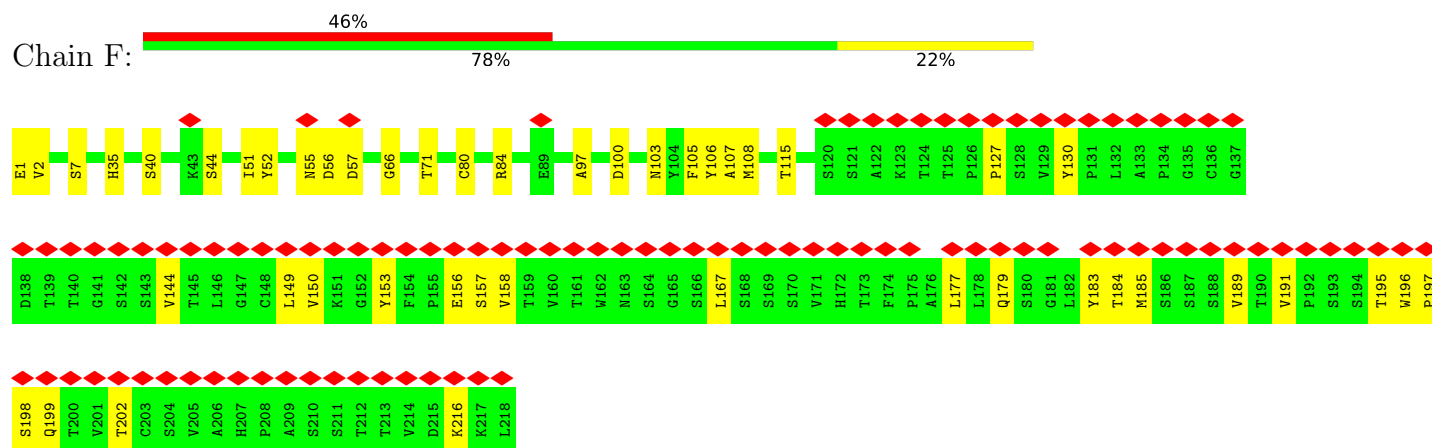 46%
Chain F:
78% 22%
E1 V2 S7 H35 S40 K43 S44 I51 Y52 N55 D56 D57 G66 T71 C80 R84 E89 A97 D100 N103 Y104 F105 Y106 A107 M108 T115 S120 S121 A122 K123 T124 T125 P126 P127 S128 V129 Y130 P131 L132 A133 P134 G135 C136 G137
D138 T139 T140 G141 S142 S143 V144 T145 L146 G147 C148 L149 V150 K151 G152 Y153 F154 P155 E156 S157 V158 T159 V160 T161 W162 N163 S164 G165 S166 L167 S168 S169 S170 V171 H172 T173 F174 P175 A176 L177 L178 Q179 S180 G181 L182 Y183 T184 M185 S186 S187 S188 V189 T190 V191 P192 S193 S194 T195 W196 P197
S198 Q199 T200 V201 T202 C203 S204 V205 A206 H207 P208 A209 S210 S211 T212 T213 V214 D215 K216 K217 L218